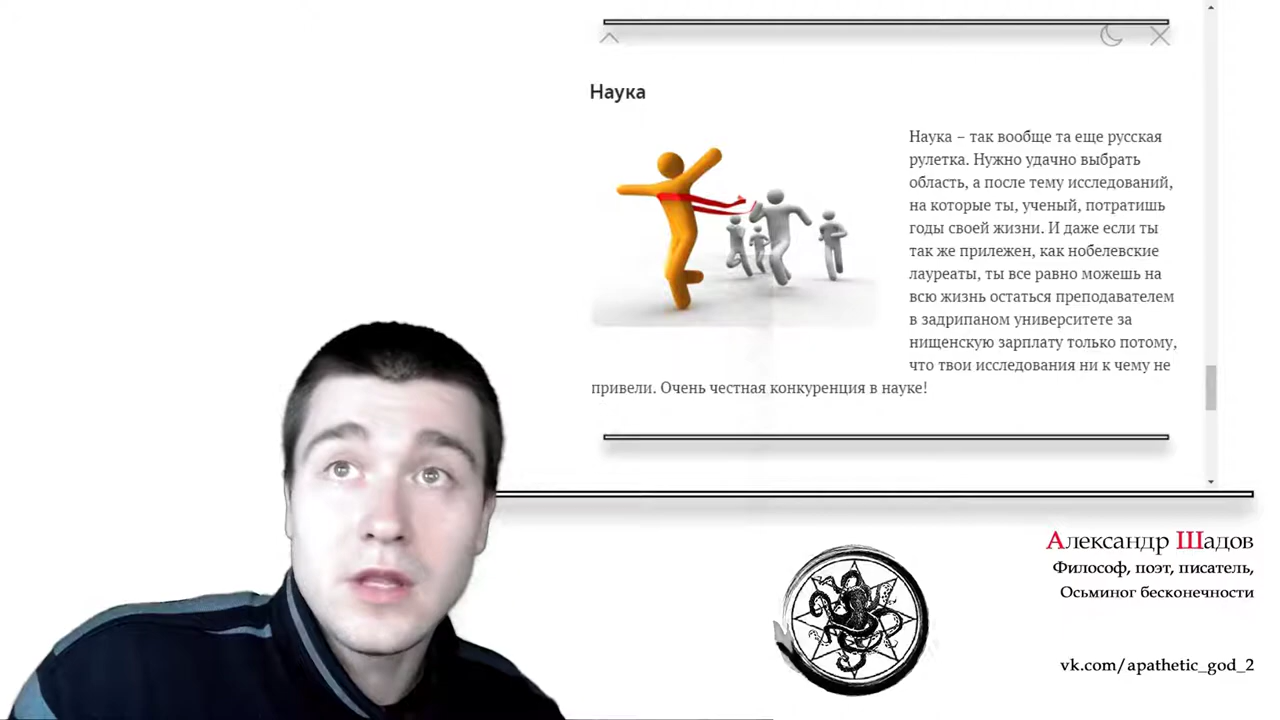 Наука
Наука – так вообще та еще русская
рулетка. Нужно удачно выбрать
область, а после тему исследований,
на которые ты, ученый, потратишь
годы своей жизни. И даже если ты
так же прилежен, как нобелевские
лауреаты, ты все равно можешь на
всю жизнь остаться преподавателем
в задрипаном университете за
нищенскую зарплату только потому,
что твои исследования ни к чему не
привели. Очень честная конкуренция в науке!
Александр Шадов
Философ, поэт, писатель,
Осьминог бесконечности
vk.com/apathetic_god_2